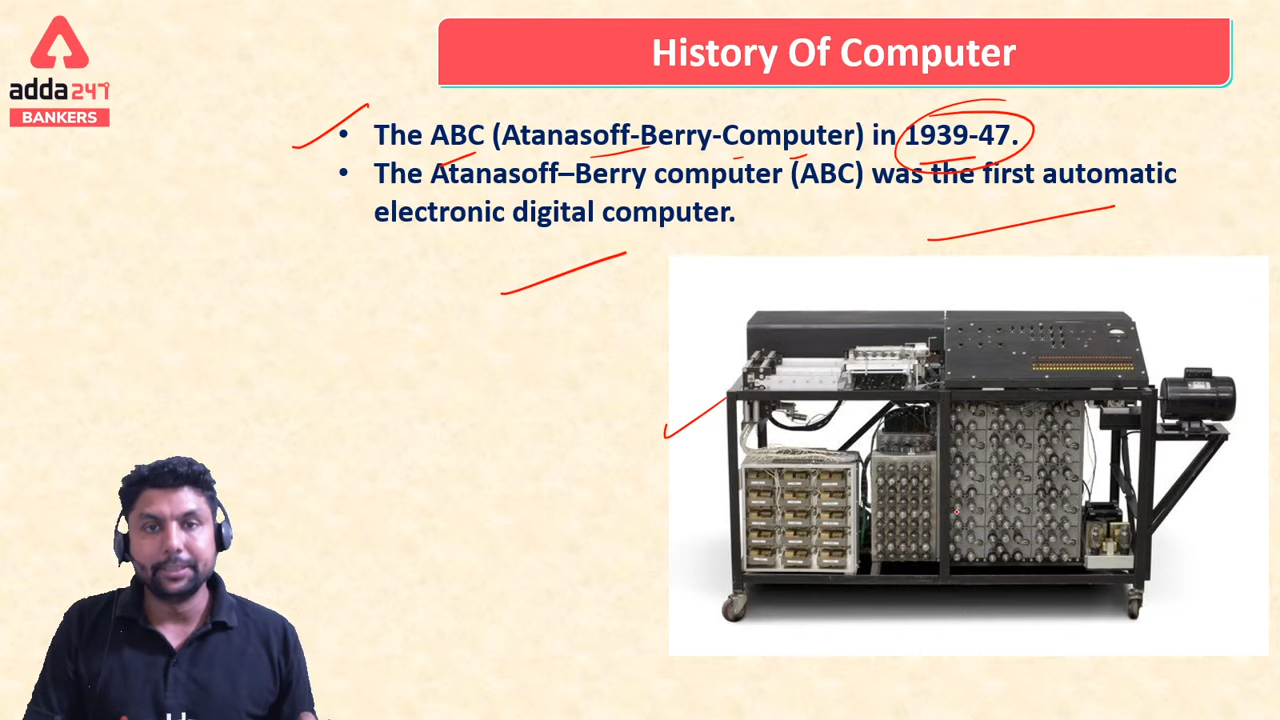 adda247
BANKERS
History Of Computer
• The ABC (Atanasoff-Berry-Computer) in 1939-47.
• The Atanasoff–Berry computer (ABC) was the first automatic
electronic digital computer.